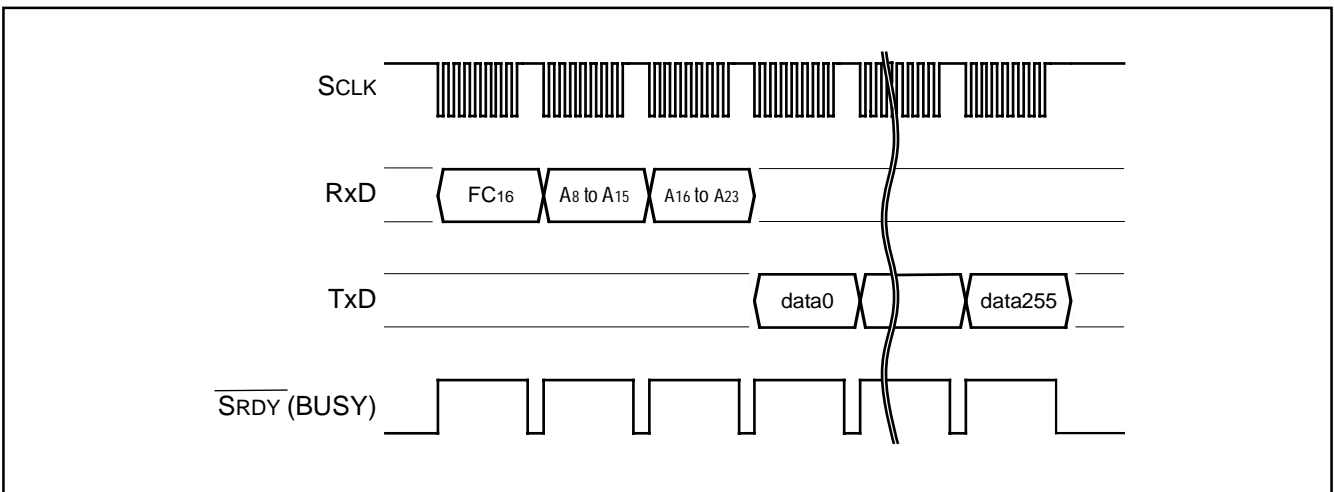 SCLK
RxD
FC16
A8 to A15
A16 to A23
TxD
data0
data255
SRDY (BUSY)